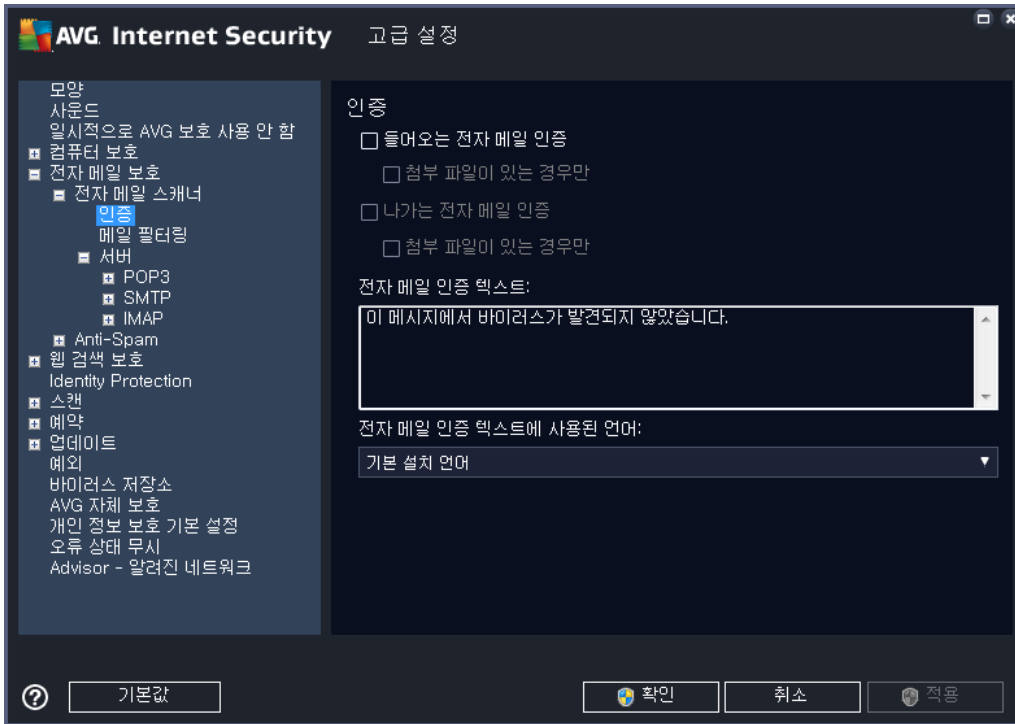 AVG Internet Security 고급 설정
모양
사운드
일시적으로 AVG 보호 사용 안 함
컴퓨터 보호
전자 메일 보호
전자 메일 스캐너
인증
메일 필터링
서버
POP3
SMTP
IMAP
Anti-Spam
웹 검색 보호
Identity Protection
스캔
예약
업데이트
예외
바이러스 저장소
AVG 자체 보호
개인 정보 보호 기본 설정
오류 상태 무시
Advisor - 알려진 네트워크
인증
들어오는 전자 메일 인증
첨부 파일이 있는 경우만
나가는 전자 메일 인증
첨부 파일이 있는 경우만
전자 메일 인증 텍스트:
이 메시지에서 바이러스가 발견되지 않았습니다.
전자 메일 인증 텍스트에 사용된 언어:
기본 설치 언어
기본값
확인
취소
적용